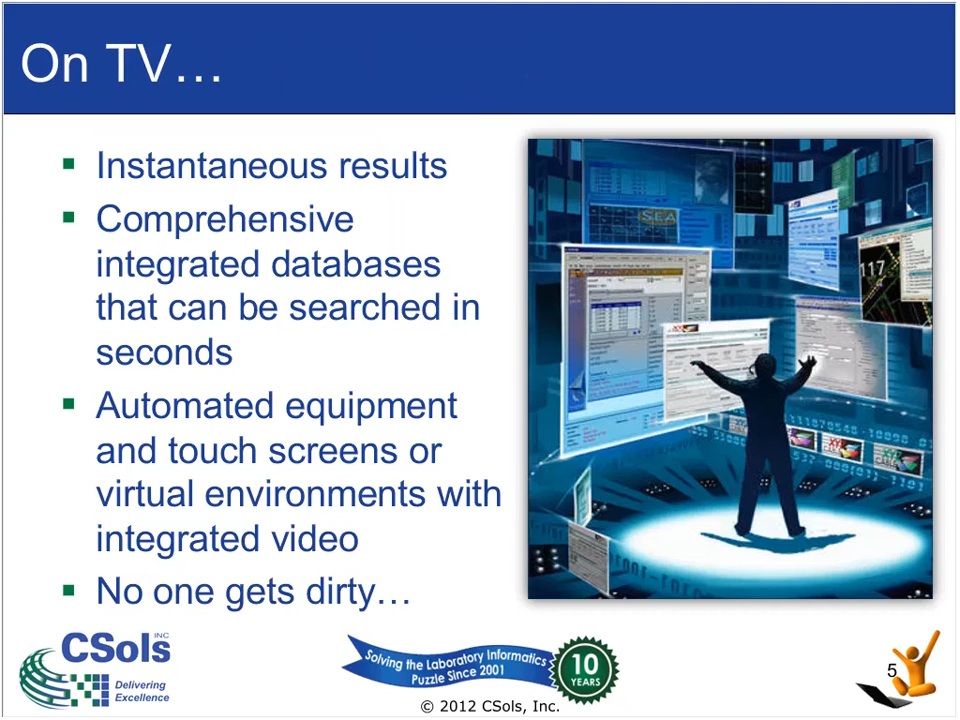 On TV…
Instantaneous results
Comprehensive
integrated databases
that can be searched in
seconds
Automated equipment
and touch screens or
virtual environments with
integrated video
No one gets dirty…
SEA
117
CSols INC
Delivering
Excellence
Solving the Laboratory Informatics
Puzzle Since 2001
10
YEARS
© 2012 CSols, Inc.
5